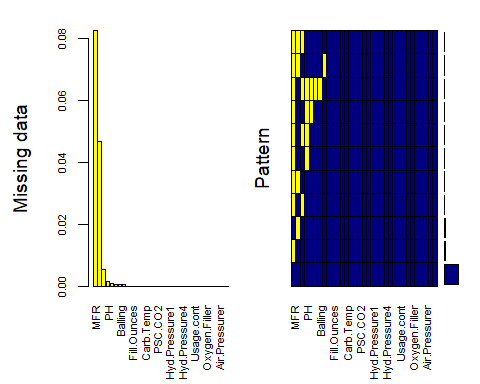 Missing data
0.00
0.02
0.04
0.06
0.08
MFR
PH
Balling
Fill.Ounces
Carb.Temp
PSC.CO2
Hyd.Pressure1
Hyd.Pressure4
Usage.cont
Oxygen.Filler
Air.Pressurer
Pattern
MFR
PH
Balling
Fill.Ounces
Carb.Temp
PSC.CO2
Hyd.Pressure1
Hyd.Pressure4
Usage.cont
Oxygen.Filler
Air.Pressurer